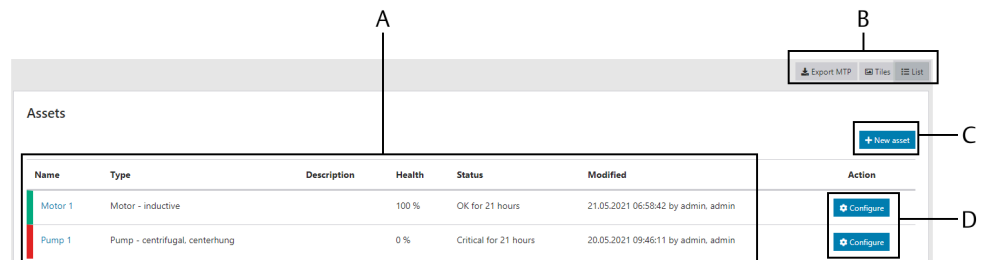 A
B
Export MTP Tiles List
Assets
+ New asset
C
Name Type Description Health Status Modified Action
Motor 1 Motor - inductive 100 % OK for 21 hours 21.05.2021 06:58:42 by admin, admin Configure
D
Pump 1 Pump - centrifugal, centerhung 0 % Critical for 21 hours 20.05.2021 09:46:11 by admin, admin Configure